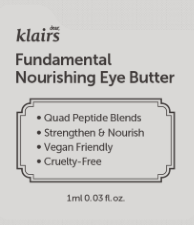 dear,
klairs
Fundamental
Nourishing Eye Butter
• Quad Peptide Blends
• Strengthen & Nourish
• Vegan Friendly
• Cruelty-Free
1ml 0.03 fl. oz.